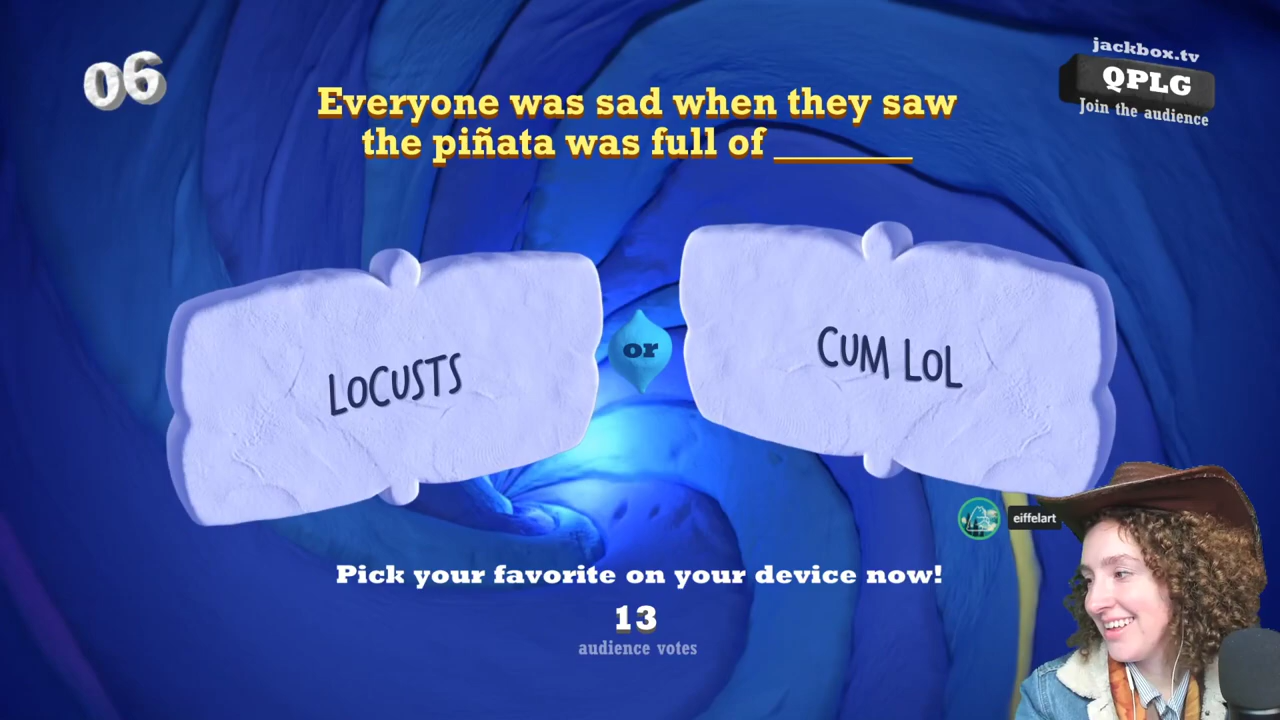 06
jackbox.tv
QPLG
Join the audience
Everyone was sad when they saw
the piñata was full of _______
LOCUSTS
or
CUM LOL
eiffelart
Pick your favorite on your device now!
13
audience votes